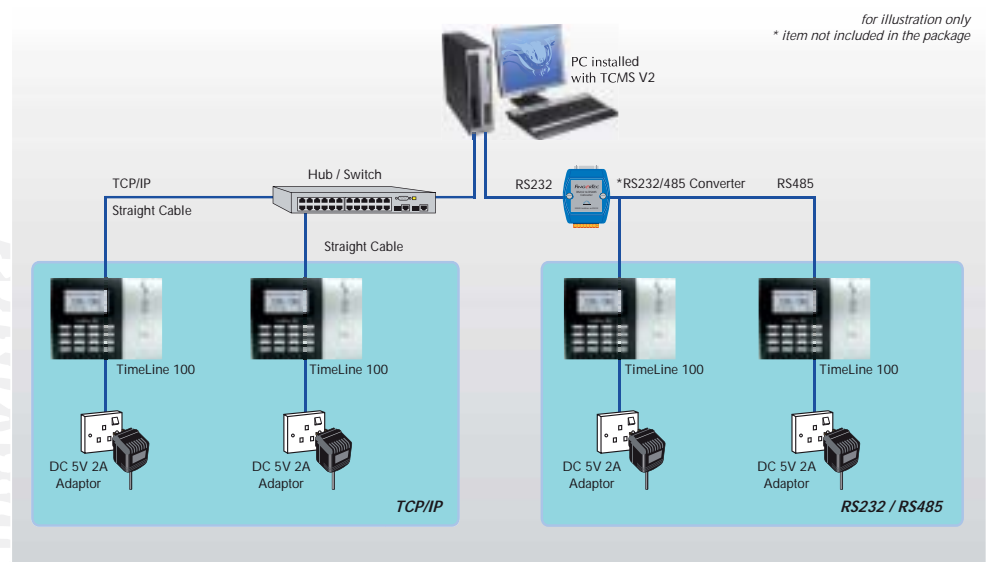 for illustration only
* item not included in the package
PC installed
with TCMS V2
Hub / Switch
TCP/IP
Straight Cable
RS232
*RS232/485 Converter
RS485
Straight Cable
TimeLine 100
TimeLine 100
TimeLine 100
TimeLine 100
DC 5V 2A
Adaptor
DC 5V 2A
Adaptor
DC 5V 2A
Adaptor
DC 5V 2A
Adaptor
TCP/IP
RS232 / RS485